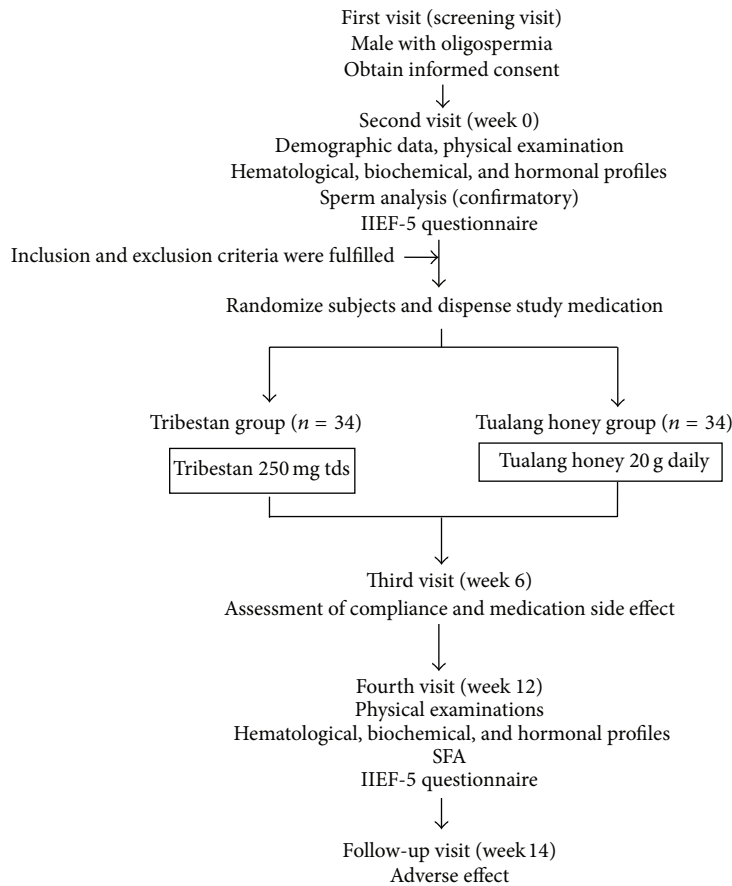 First visit (screening visit)
Male with oligospermia
Obtain informed consent
Second visit (week 0)
Demographic data, physical examination
Hematological, biochemical, and hormonal profiles
Sperm analysis (confirmatory)
IIEF-5 questionnaire
Inclusion and exclusion criteria were fulfilled
Randomize subjects and dispense study medication
Tribestan group (n = 34)
Tribestan 250 mg tds
Tualang honey group (n = 34)
Tualang honey 20 g daily
Third visit (week 6)
Assessment of compliance and medication side effect
Fourth visit (week 12)
Physical examinations
Hematological, biochemical, and hormonal profiles
SFA
IIEF-5 questionnaire
Follow-up visit (week 14)
Adverse effect